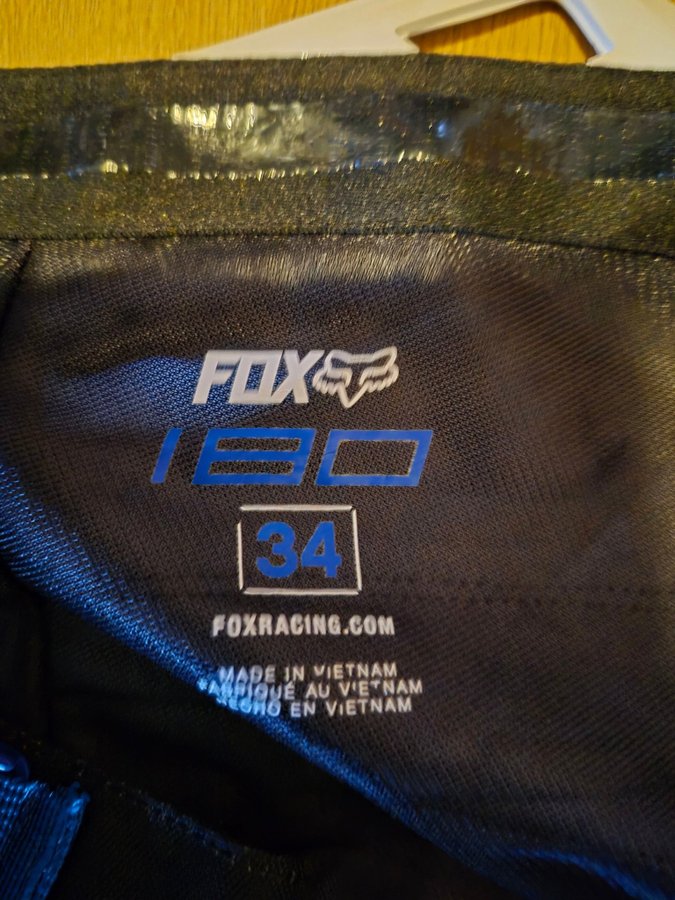 FOX
180
34
FOXRACING.COM
MADE IN VIETNAM
FABRIQUÉ AU VIETNAM
HECHO EN VIETNAM